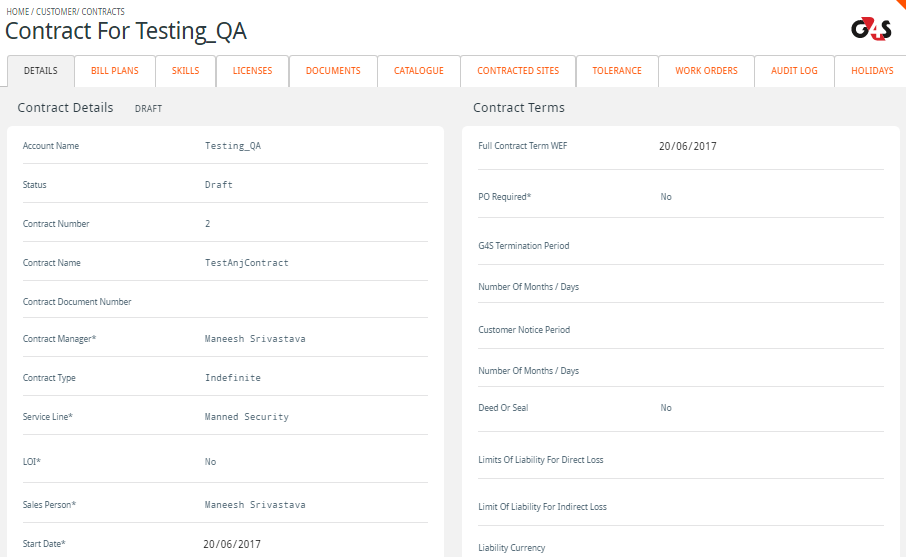 HOME / CUSTOMER/ CONTRACTS
Contract For Testing_QA
G4S
DETAILS BILL PLANS SKILLS LICENSES DOCUMENTS CATALOGUE CONTRACTED SITES TOLERANCE WORK ORDERS AUDIT LOG HOLIDAYS
Contract Details DRAFT
Account Name Testing_QA
Status Draft
Contract Number 2
Contract Name TestAnjContract
Contract Document Number
Contract Manager* Maneesh Srivastava
Contract Type Indefinite
Service Line* Manned Security
LOI* No
Sales Person* Maneesh Srivastava
Start Date* 20/06/2017
Contract Terms
Full Contract Term WEF 20/06/2017
PO Required* No
G4S Termination Period
Number Of Months / Days
Customer Notice Period
Number Of Months / Days
Deed Or Seal No
Limits Of Liability For Direct Loss
Limit Of Liability For Indirect Loss
Liability Currency